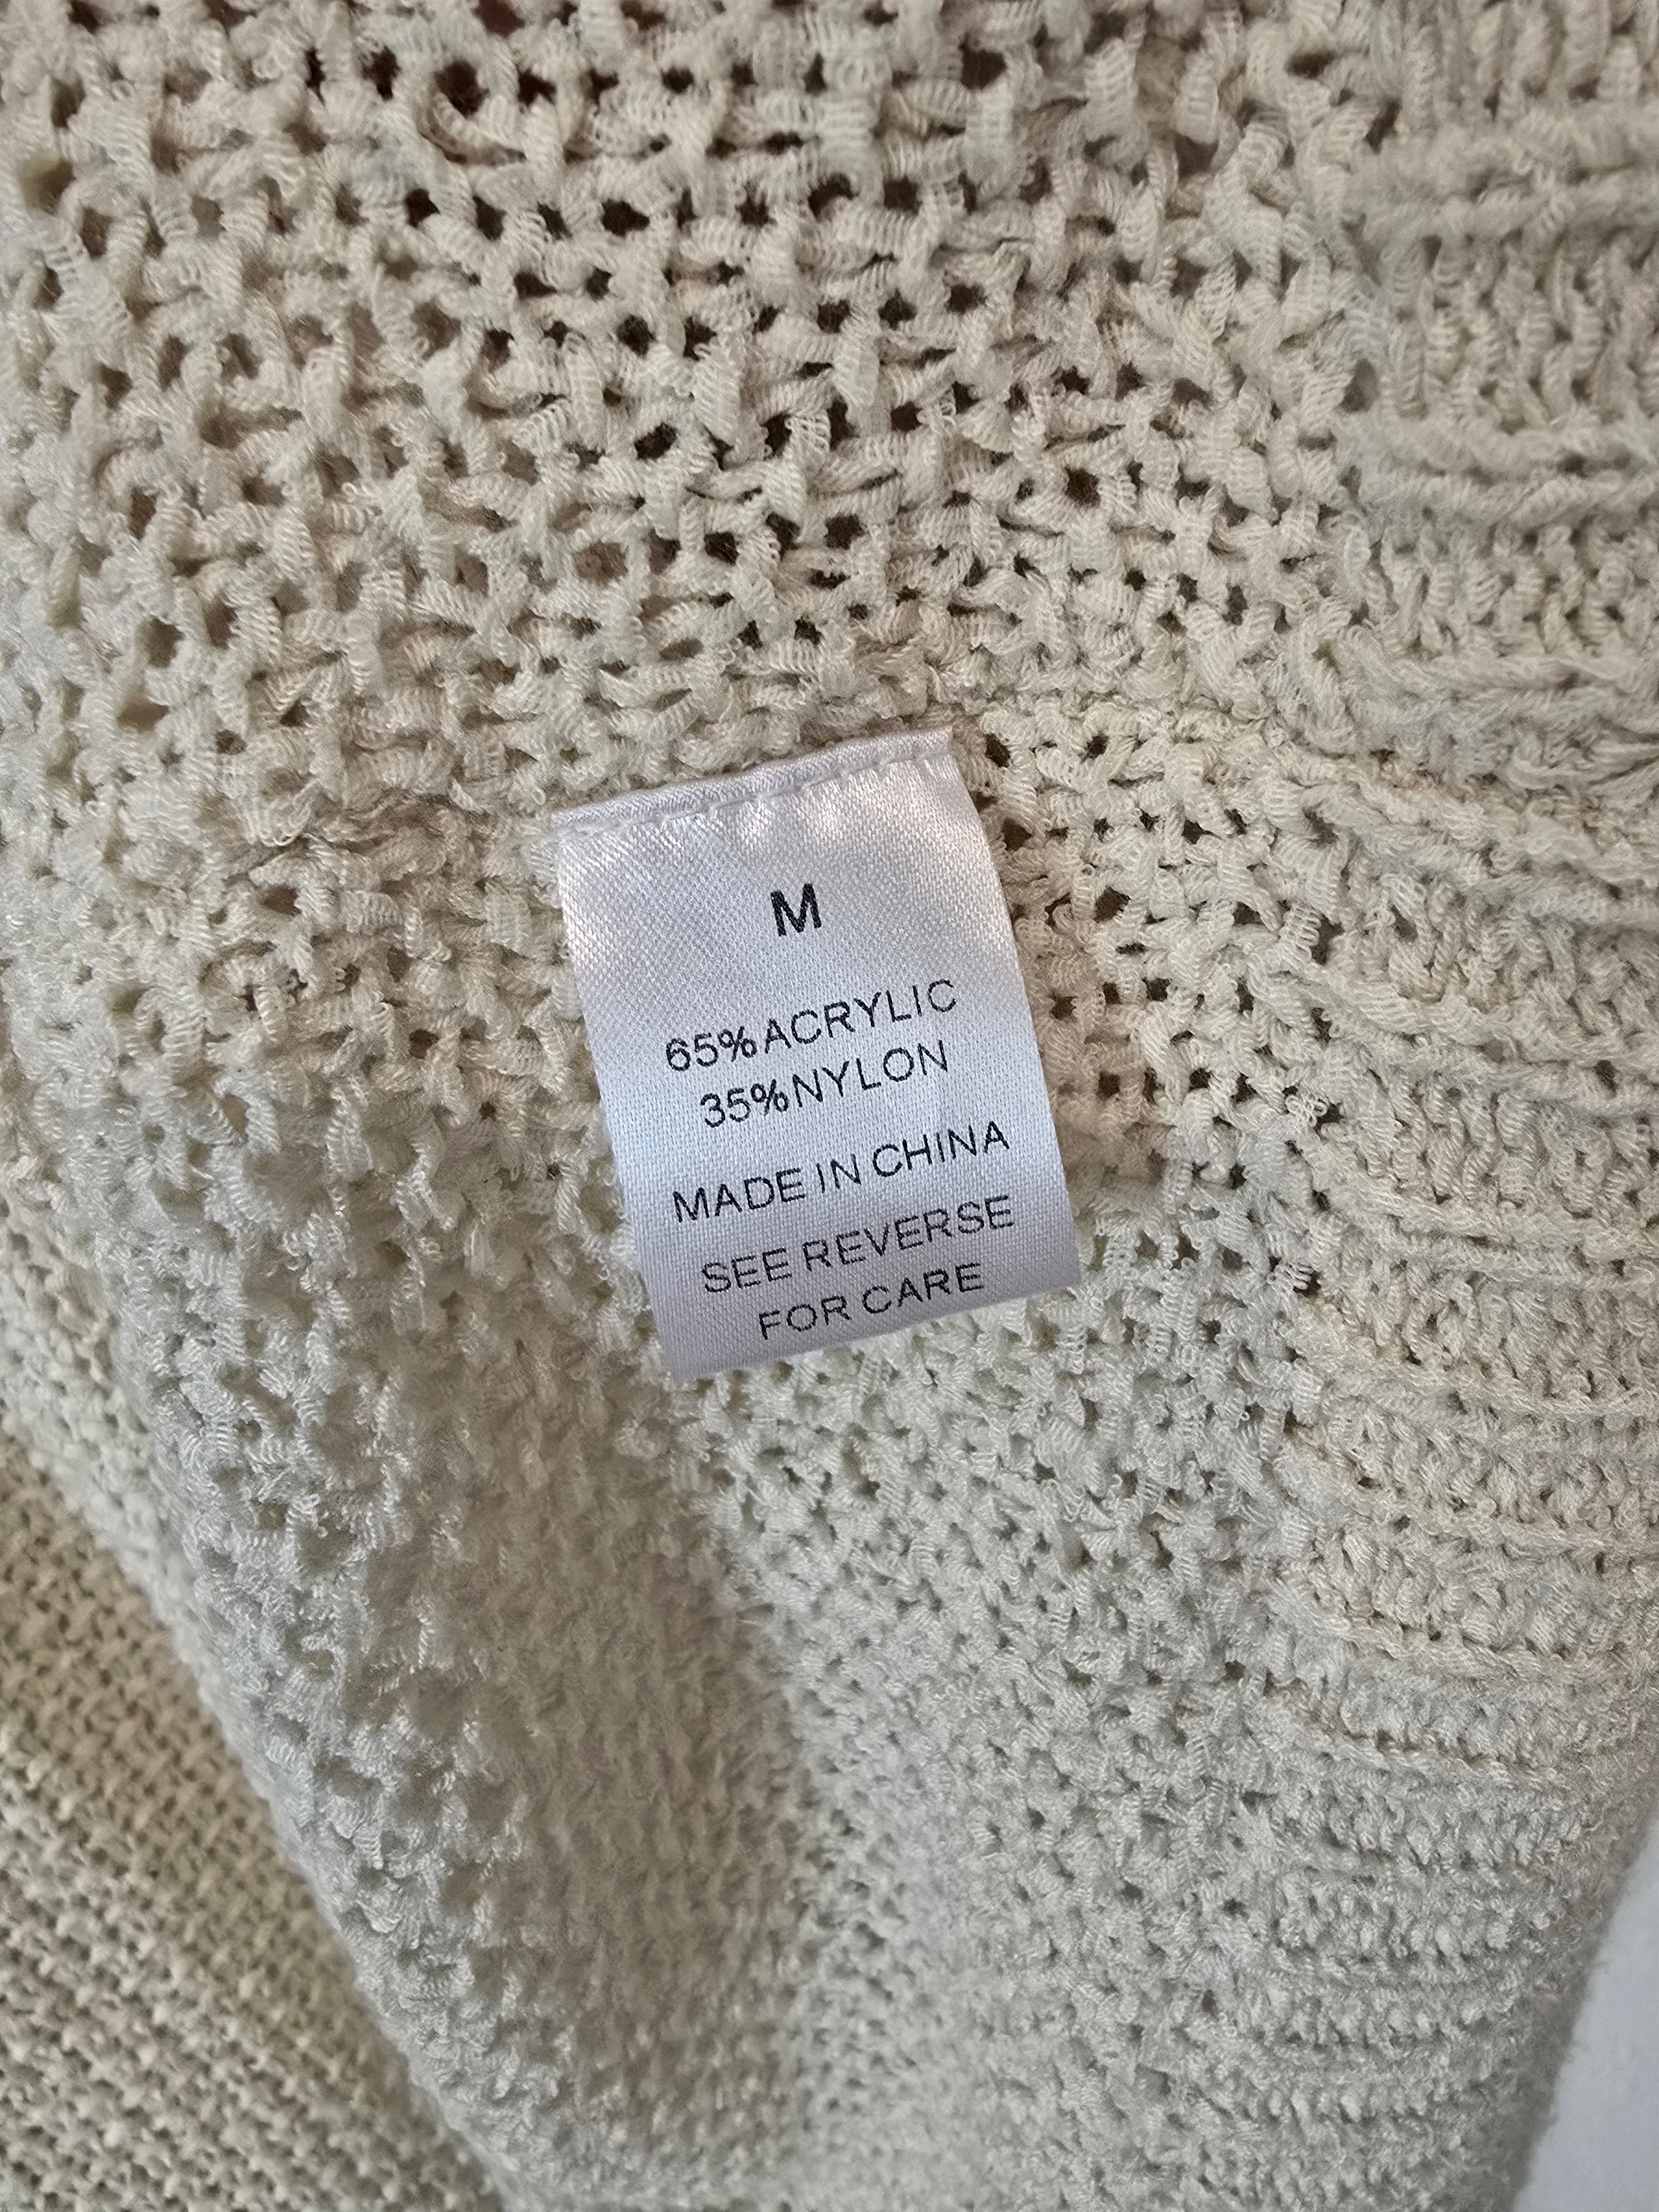 M
65%ACRYLIC
35%NYLON
MADE IN CHINA
SEE REVERSE
FOR CARE